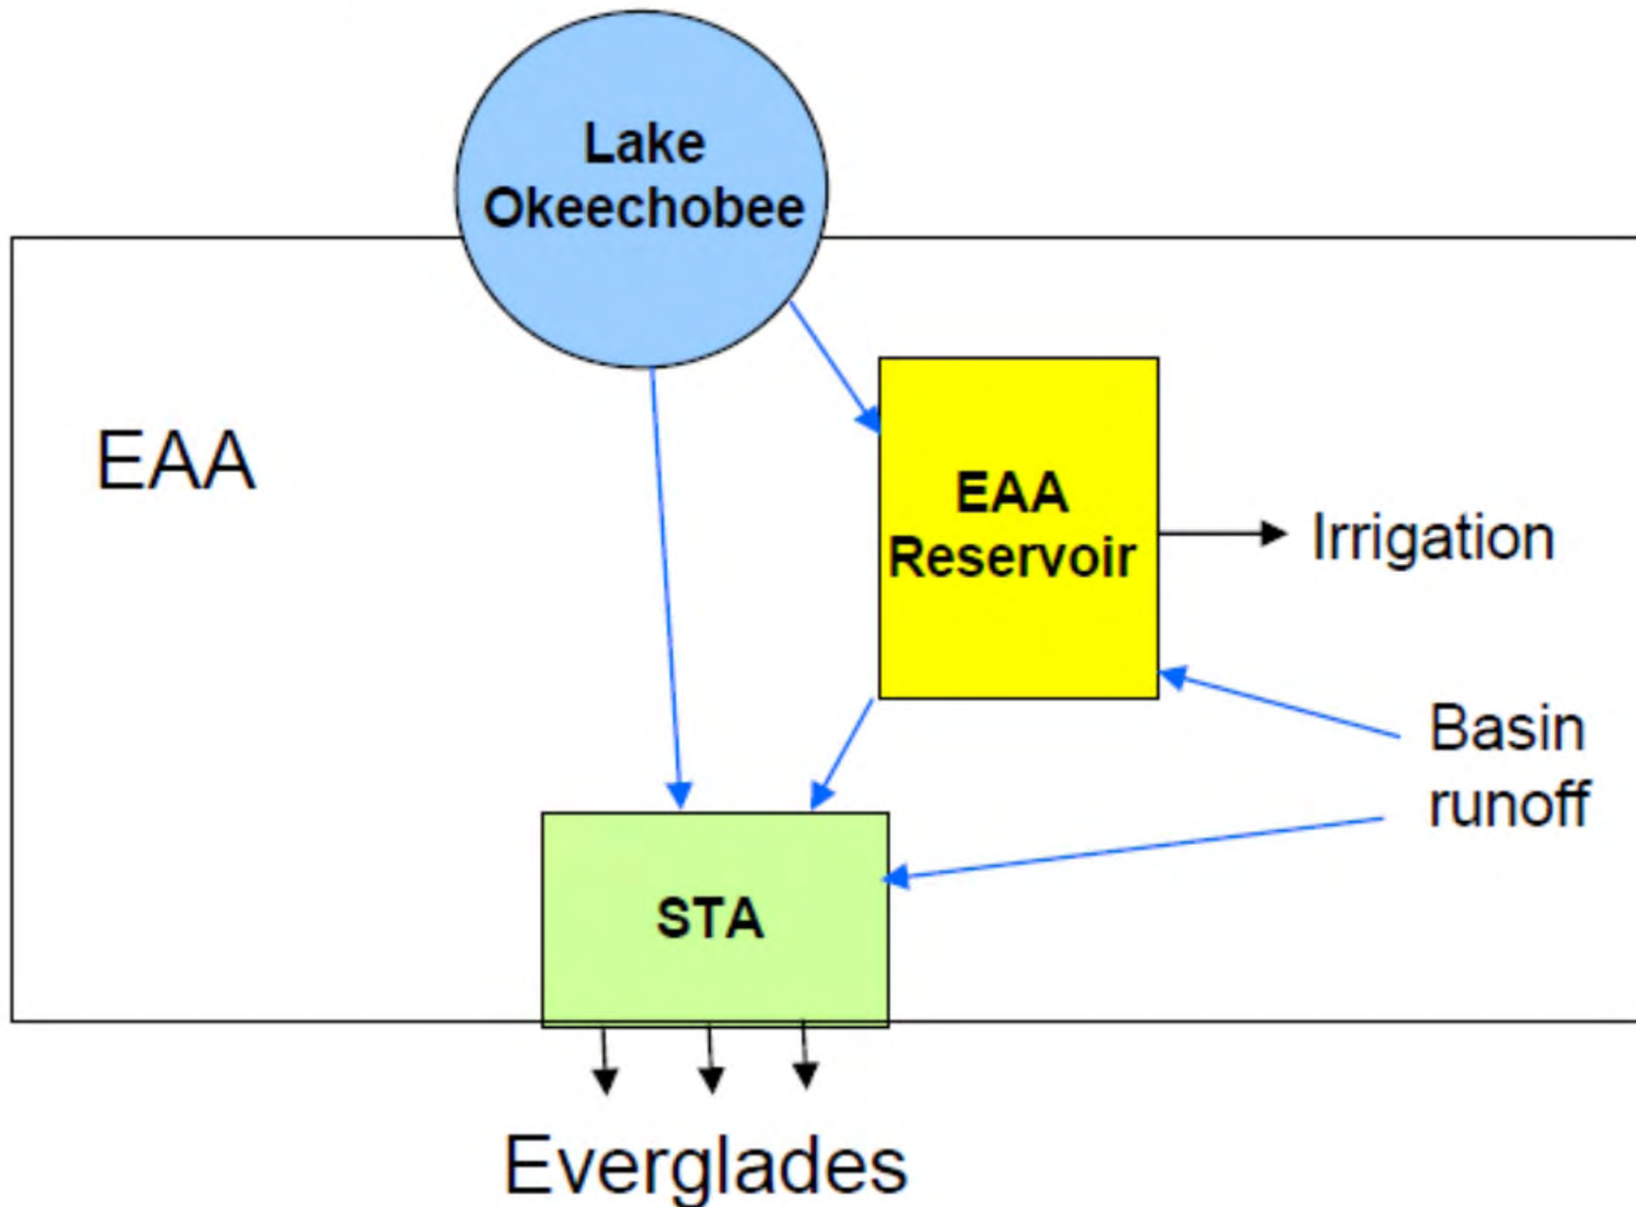 Lake
Okeechobee
EAA
EAA
Reservoir
Irrigation
Basin
runoff
STA
Everglades